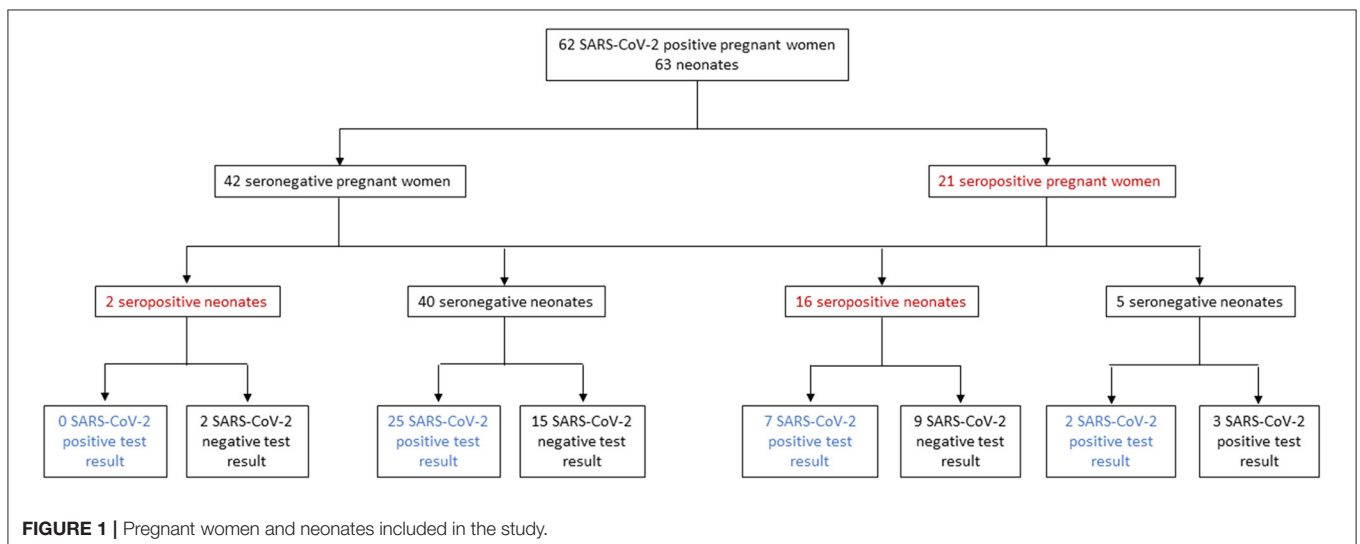 62 SARS-CoV-2 positive pregnant women
63 neonates
42 seronegative pregnant women
21 seropositive pregnant women
2 seropositive neonates
40 seronegative neonates
16 seropositive neonates
5 seronegative neonates
0 SARS-CoV-2
positive test
result
2 SARS-CoV-2
negative test
result
25 SARS-CoV-2
positive test
result
15 SARS-CoV-2
negative test
result
7 SARS-CoV-2
positive test
result
9 SARS-CoV-2
negative test
result
2 SARS-CoV-2
positive test
result
3 SARS-CoV-2
positive test
result
FIGURE 1 | Pregnant women and neonates included in the study.